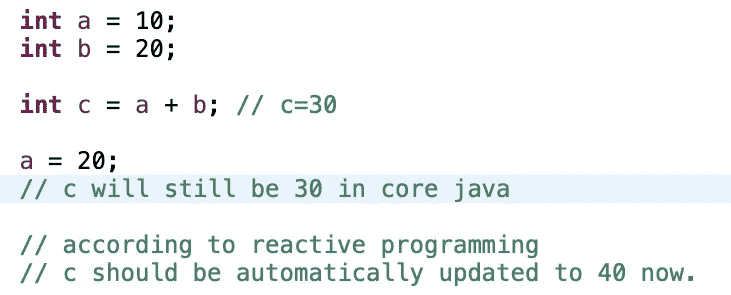 int a = 10;
int b = 20;
int c = a + b; // c=30
a = 20;
// c will still be 30 in core java
// according to reactive programming
// c should be automatically updated to 40 now.